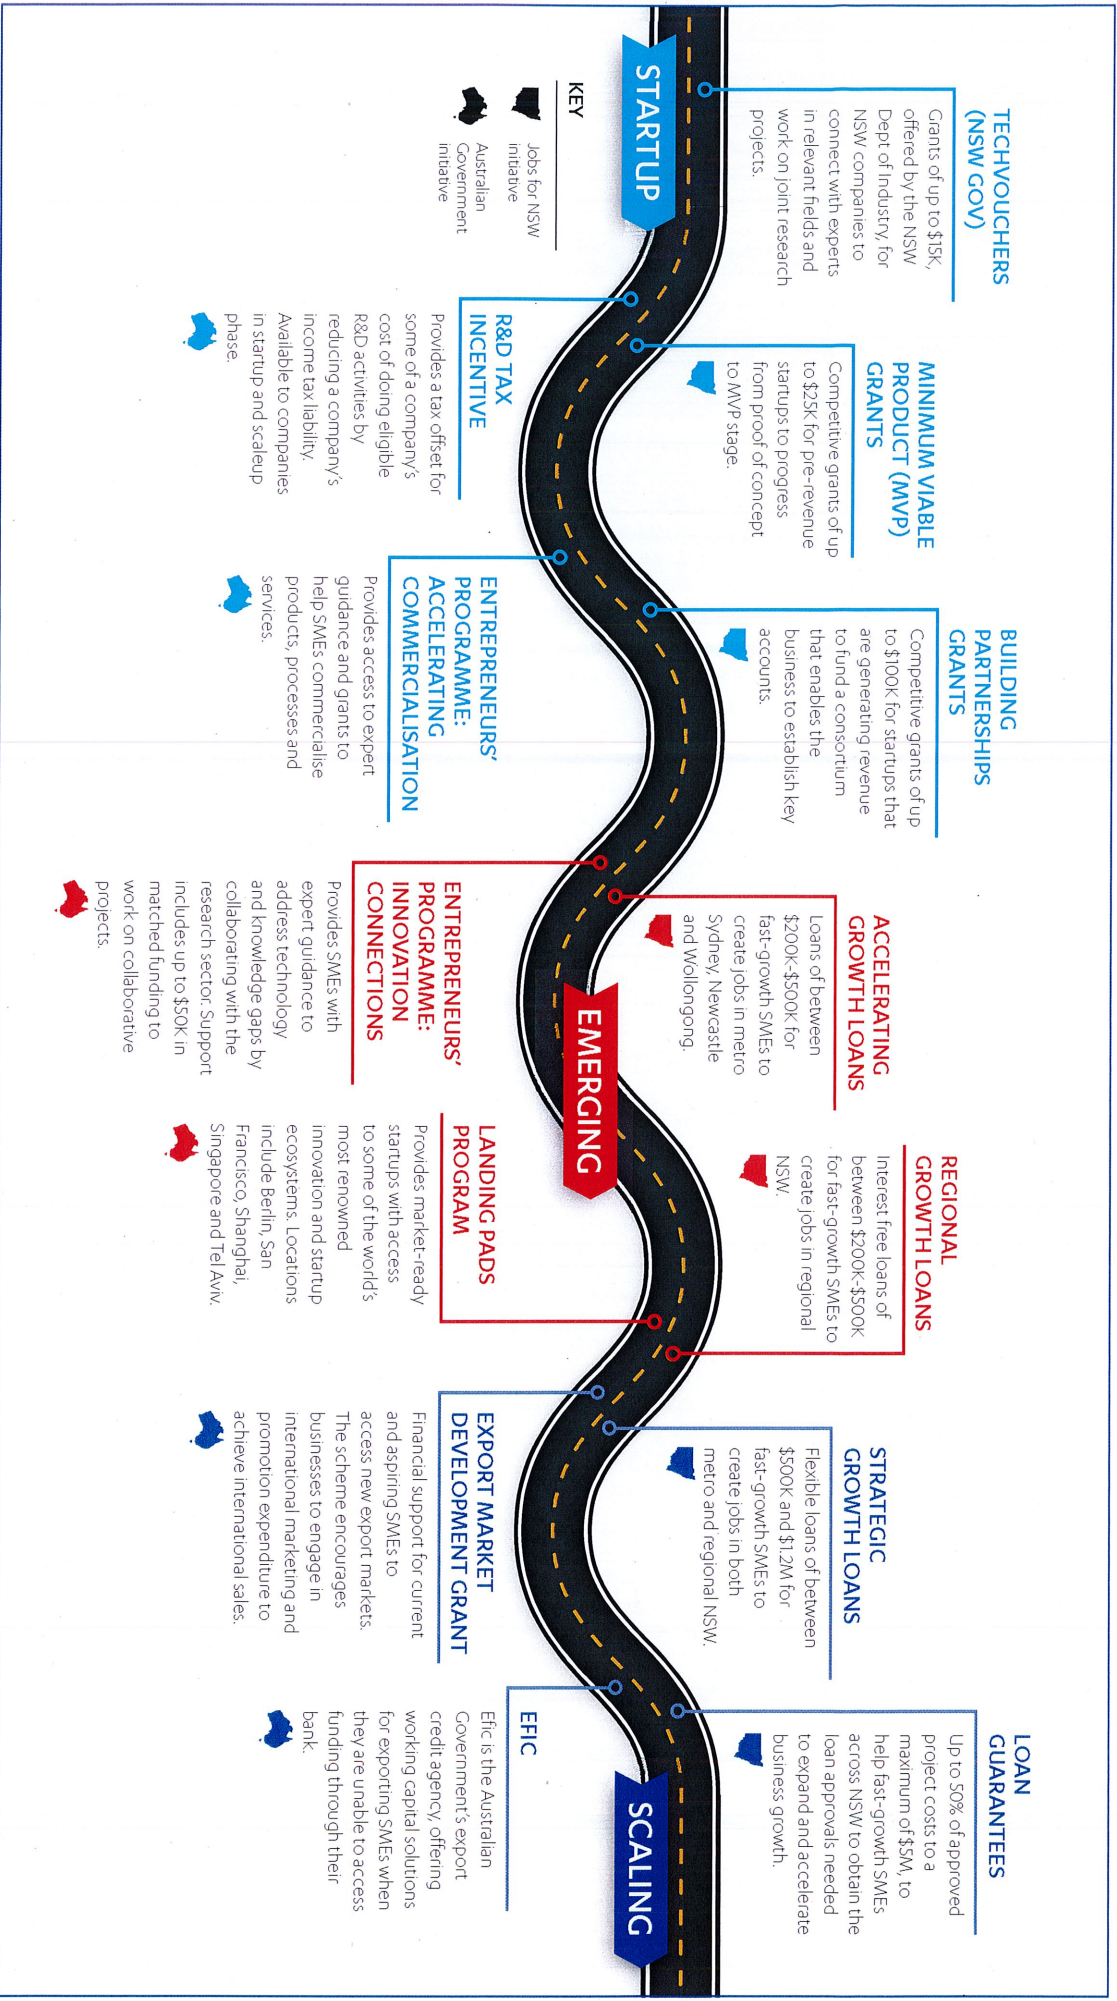 TECHVOUCHERS
(NSW GOV)
Grants of up to $15K,
offered by the NSW
Dept of Industry, for
NSW companies to
connect with experts
in relevant fields and
work on joint research
projects.
MINIMUM VIABLE
PRODUCT (MVP)
GRANTS
Competitive grants of up
to $25K for pre-revenue
startups to progress
from proof of concept
to MVP stage.
BUILDING
PARTNERSHIPS
GRANTS
Competitive grants of up
to $100K for startups that
are generating revenue
to fund a consortium
that enables the
business to establish key
accounts.
ACCELERATING
GROWTH LOANS
Loans of between
$200K-$500K for
fast-growth SMEs to
create jobs in metro
Sydney, Newcastle
and Wollongong.
REGIONAL
GROWTH LOANS
Interest free loans of
between $200K-$500K
for fast-growth SMEs to
create jobs in regional
NSW.
STRATEGIC
GROWTH LOANS
Flexible loans of between
$500K and $1.2M for
fast-growth SMEs to
create jobs in both
metro and regional NSW.
LOAN
GUARANTEES
Up to 50% of approved
project costs to a
maximum of $5M, to
help fast-growth SMEs
across NSW to obtain the
loan approvals needed
to expand and accelerate
business growth.
STARTUP
EMERGING
SCALING
KEY
Jobs for NSW
initiative
Australian
Government
initiative
R&D TAX
INCENTIVE
Provides a tax offset for
some of a company's
cost of doing eligible
R&D activities by
reducing a company's
income tax liability.
Available to companies
in startup and scaleup
phase.
ENTREPRENEURS'
PROGRAMME:
ACCELERATING
COMMERCIALISATION
Provides access to expert
guidance and grants to
help SMEs commercialise
products, processes and
services.
ENTREPRENEURS'
PROGRAMME:
INNOVATION
CONNECTIONS
Provides SMEs with
expert guidance to
address technology
and knowledge gaps by
collaborating with the
research sector. Support
includes up to $50K in
matched funding to
work on collaborative
projects.
LANDING PADS
PROGRAM
Provides market-ready
startups with access
to some of the world's
most renowned
innovation and startup
ecosystems. Locations
include Berlin, San
Francisco, Shanghai,
Singapore and Tel Aviv.
EXPORT MARKET
DEVELOPMENT GRANT
Financial support for current
and aspiring SMEs to
access new export markets.
The scheme encourages
businesses to engage in
international marketing and
promotion expenditure to
achieve international sales.
EFIC
Efic is the Australian
Government's export
credit agency, offering
working capital solutions
for exporting SMEs when
they are unable to access
funding through their
bank.